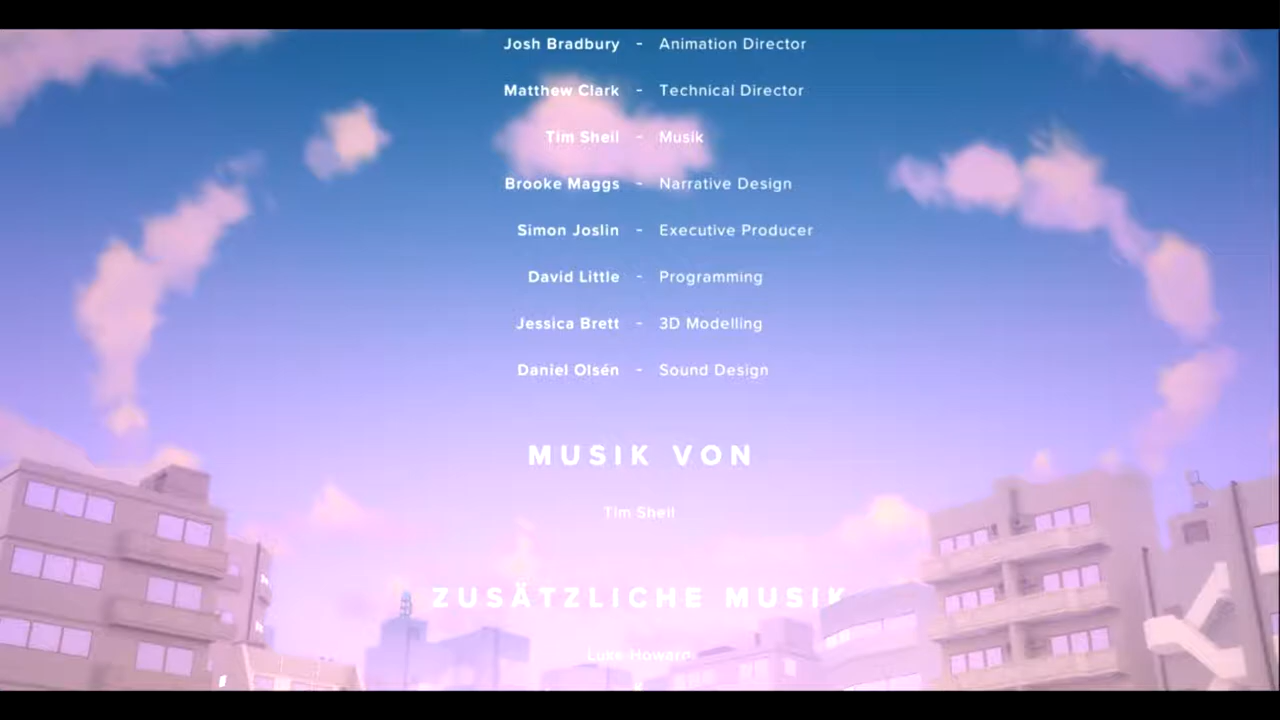 Josh Bradbury - Animation Director
Matthew Clark - Technical Director
Tim Sheil - Musik
Brooke Maggs - Narrative Design
Simon Joslin - Executive Producer
David Little - Programming
Jessica Brett - 3D Modelling
Daniel Olsén - Sound Design
MUSIK VON
Tim Sheil
ZUSÄTZLICHE MUSIK
Luke Howard